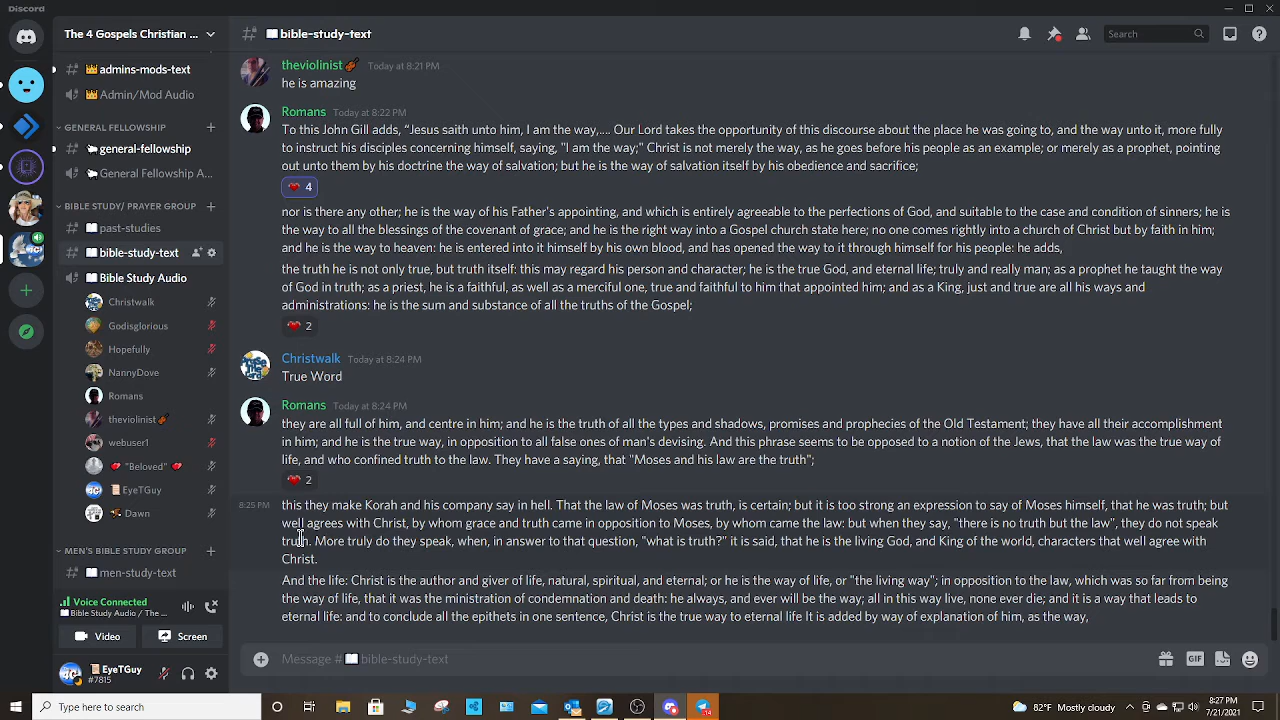 Discord
The 4 Gospels Christian ...
bible-study-text
Search
admins-mods-text
Admin/Mod Audio
GENERAL FELLOWSHIP
general-fellowship
General Fellowship A...
BIBLE STUDY/ PRAYER GROUP
past-studies
bible-study-text
Bible Study Audio
Christwalk
Godisglorious
Hopefully
NannyDove
Romans
theviolinist
webuser1
"Beloved"
EyeTGuy
Dawn
MEN'S BIBLE STUDY GROUP
men-study-text
Voice Connected
Bible Study Audio / The ...
Video
Screen
EyeTGuy
#7815
theviolinist Today at 8:21 PM
he is amazing
Romans Today at 8:22 PM
To this John Gill adds, “Jesus saith unto him, I am the way,.... Our Lord takes the opportunity of this discourse about the place he was going to, and the way unto it, more fully
to instruct his disciples concerning himself, saying, "I am the way;" Christ is not merely the way, as he goes before his people as an example; or merely as a prophet, pointing
out unto them by his doctrine the way of salvation; but he is the way of salvation itself by his obedience and sacrifice;
4
nor is there any other; he is the way of his Father's appointing, and which is entirely agreeable to the perfections of God, and suitable to the case and condition of sinners; he is
the way to all the blessings of the covenant of grace; and he is the right way into a Gospel church state here; no one comes rightly into a church of Christ but by faith in him;
and he is the way to heaven: he is entered into it himself by his own blood, and has opened the way to it through himself for his people: he adds,
the truth he is not only true, but truth itself: this may regard his person and character; he is the true God, and eternal life; truly and really man; as a prophet he taught the way
of God in truth; as a priest, he is a faithful, as well as a merciful one, true and faithful to him that appointed him; and as a King, just and true are all his ways and
administrations: he is the sum and substance of all the truths of the Gospel;
2
Christwalk Today at 8:24 PM
True Word
Romans Today at 8:24 PM
they are all full of him, and centre in him; and he is the truth of all the types and shadows, promises and prophecies of the Old Testament; they have all their accomplishment
in him; and he is the true way, in opposition to all false ones of man's devising. And this phrase seems to be opposed to a notion of the Jews, that the law was the true way of
life, and who confined truth to the law. They have a saying, that "Moses and his law are the truth";
2
8:25 PM
this they make Korah and his company say in hell. That the law of Moses was truth, is certain; but it is too strong an expression to say of Moses himself, that he was truth; but
well agrees with Christ, by whom grace and truth came in opposition to Moses, by whom came the law: but when they say, "there is no truth but the law", they do not speak
truth. More truly do they speak, when, in answer to that question, "what is truth?" it is said, that he is the living God, and King of the world, characters that well agree with
Christ.
And the life: Christ is the author and giver of life, natural, spiritual, and eternal; or he is the way of life, or "the living way"; in opposition to the law, which was so far from being
the way of life, that it was the ministration of condemnation and death: he always, and ever will be the way; all in this way live, none ever die; and it is a way that leads to
eternal life: and to conclude all the epithets in one sentence, Christ is the true way to eternal life It is added by way of explanation of him, as the way,
Message # bible-study-text
GIF
Type here to search
14
82°F Mostly cloudy
8:27 PM
7/21/2021